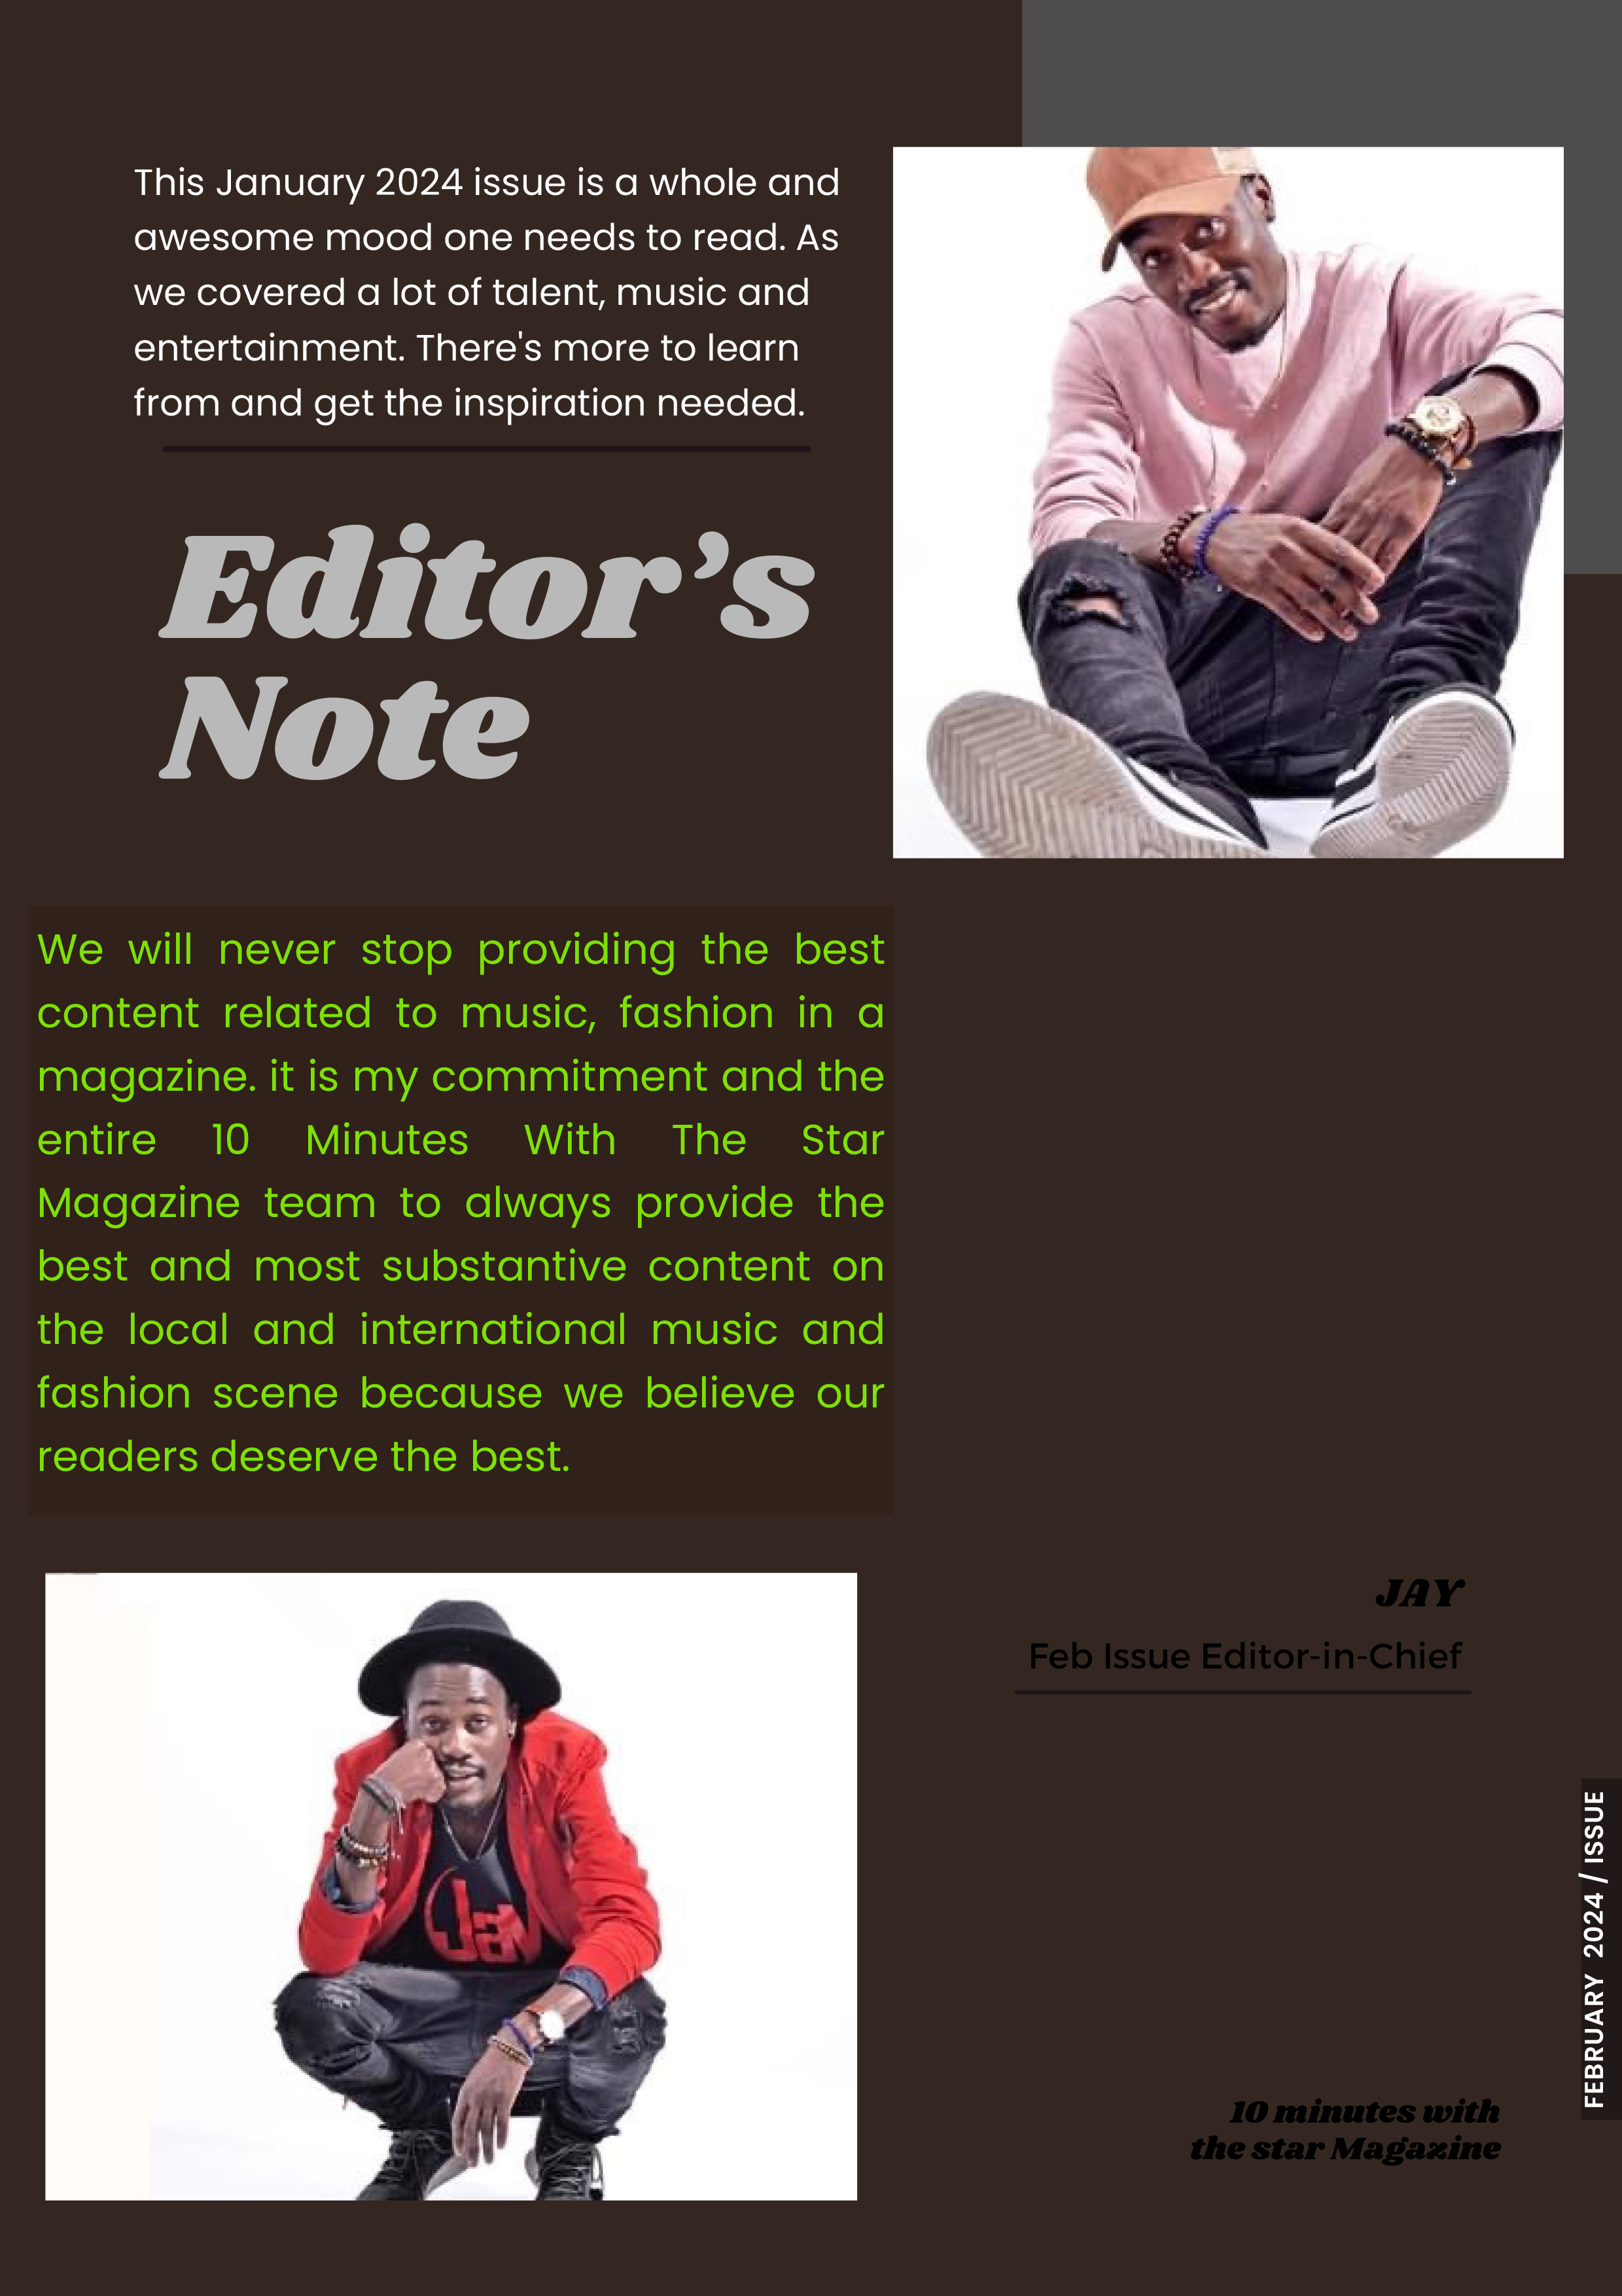 This January 2024 issue is a whole and
awesome mood one needs to read. As
we covered a lot of talent, music and
entertainment. There's more to learn
from and get the inspiration needed.
Editor’s
Note
We will never stop providing the best
content related to music, fashion in a
magazine. it is my commitment and the
entire 10 Minutes With The Star
Magazine team to always provide the
best and most substantive content on
the local and international music and
fashion scene because we believe our
readers deserve the best.
Jay
JAY
Feb Issue Editor-in-Chief
FEBRUARY 2024 / ISSUE
10 minutes with
the star Magazine